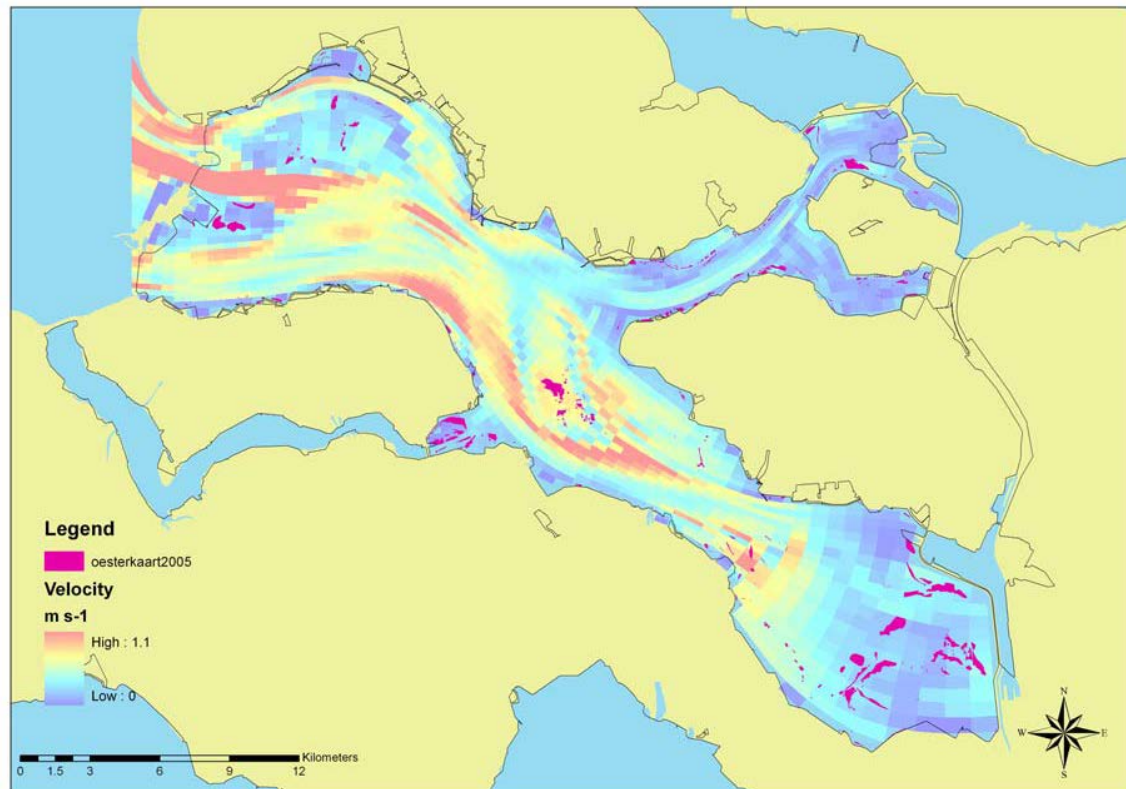 Legend
oesterkaart2005
Velocity
m s-1
High : 1.1
Low : 0
Kilometers
0 1.5 3 6 9 12
N
W E
S